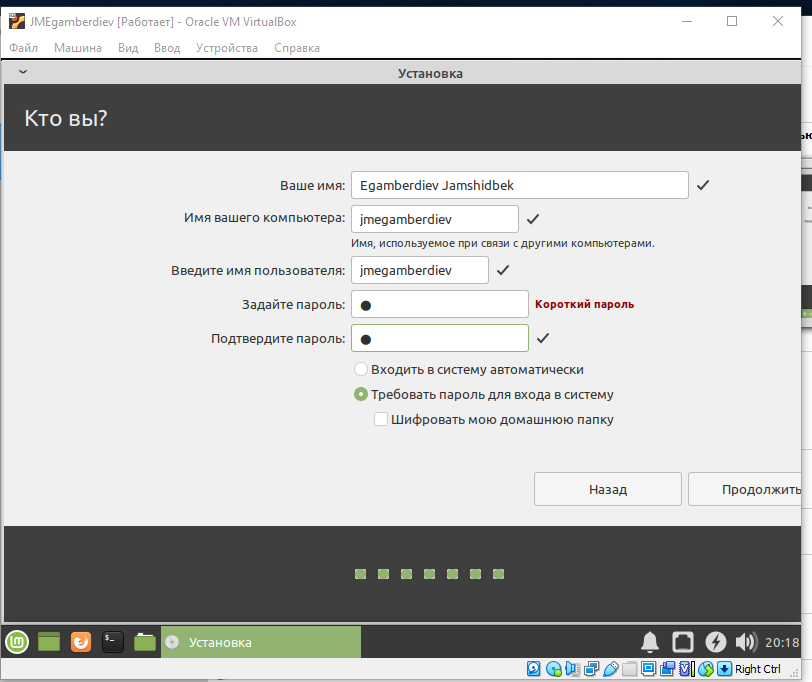 JMEgamberdiev [Работает] - Oracle VM VirtualBox
Файл Машина Вид Ввод Устройства Справка
Установка
Кто вы?
Ваше имя: Egamberdiev Jamshidbek
Имя вашего компьютера: jmegamberdiev
Имя, используемое при связи с другими компьютерами.
Введите имя пользователя: jmegamberdiev
Задайте пароль: ● Короткий пароль
Подтвердите пароль: ●
Входить в систему автоматически
Требовать пароль для входа в систему
Шифровать мою домашнюю папку
Назад Продолжить
Установка 20:18
Right Ctrl